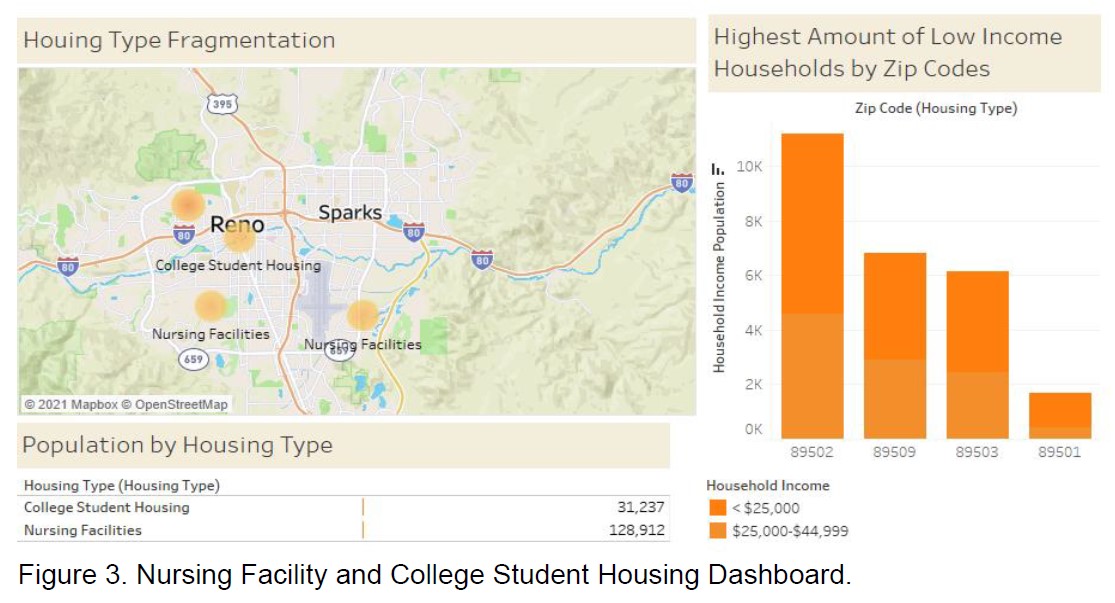 Houing Type Fragmentation
395
80
Reno
Sparks
80
80
80
80
College Student Housing
Nursing Facilities
Nursing Facilities
659
659
© 2021 Mapbox © OpenStreetMap
Highest Amount of Low Income
Households by Zip Codes
Zip Code (Housing Type)
Household Income Population
10K
8K
6K
4K
2K
0K
89502 89509 89503 89501
Household Income
< $25,000
$25,000-$44,999
Population by Housing Type
Housing Type (Housing Type)
College Student Housing 31,237
Nursing Facilities 128,912
Figure 3. Nursing Facility and College Student Housing Dashboard.